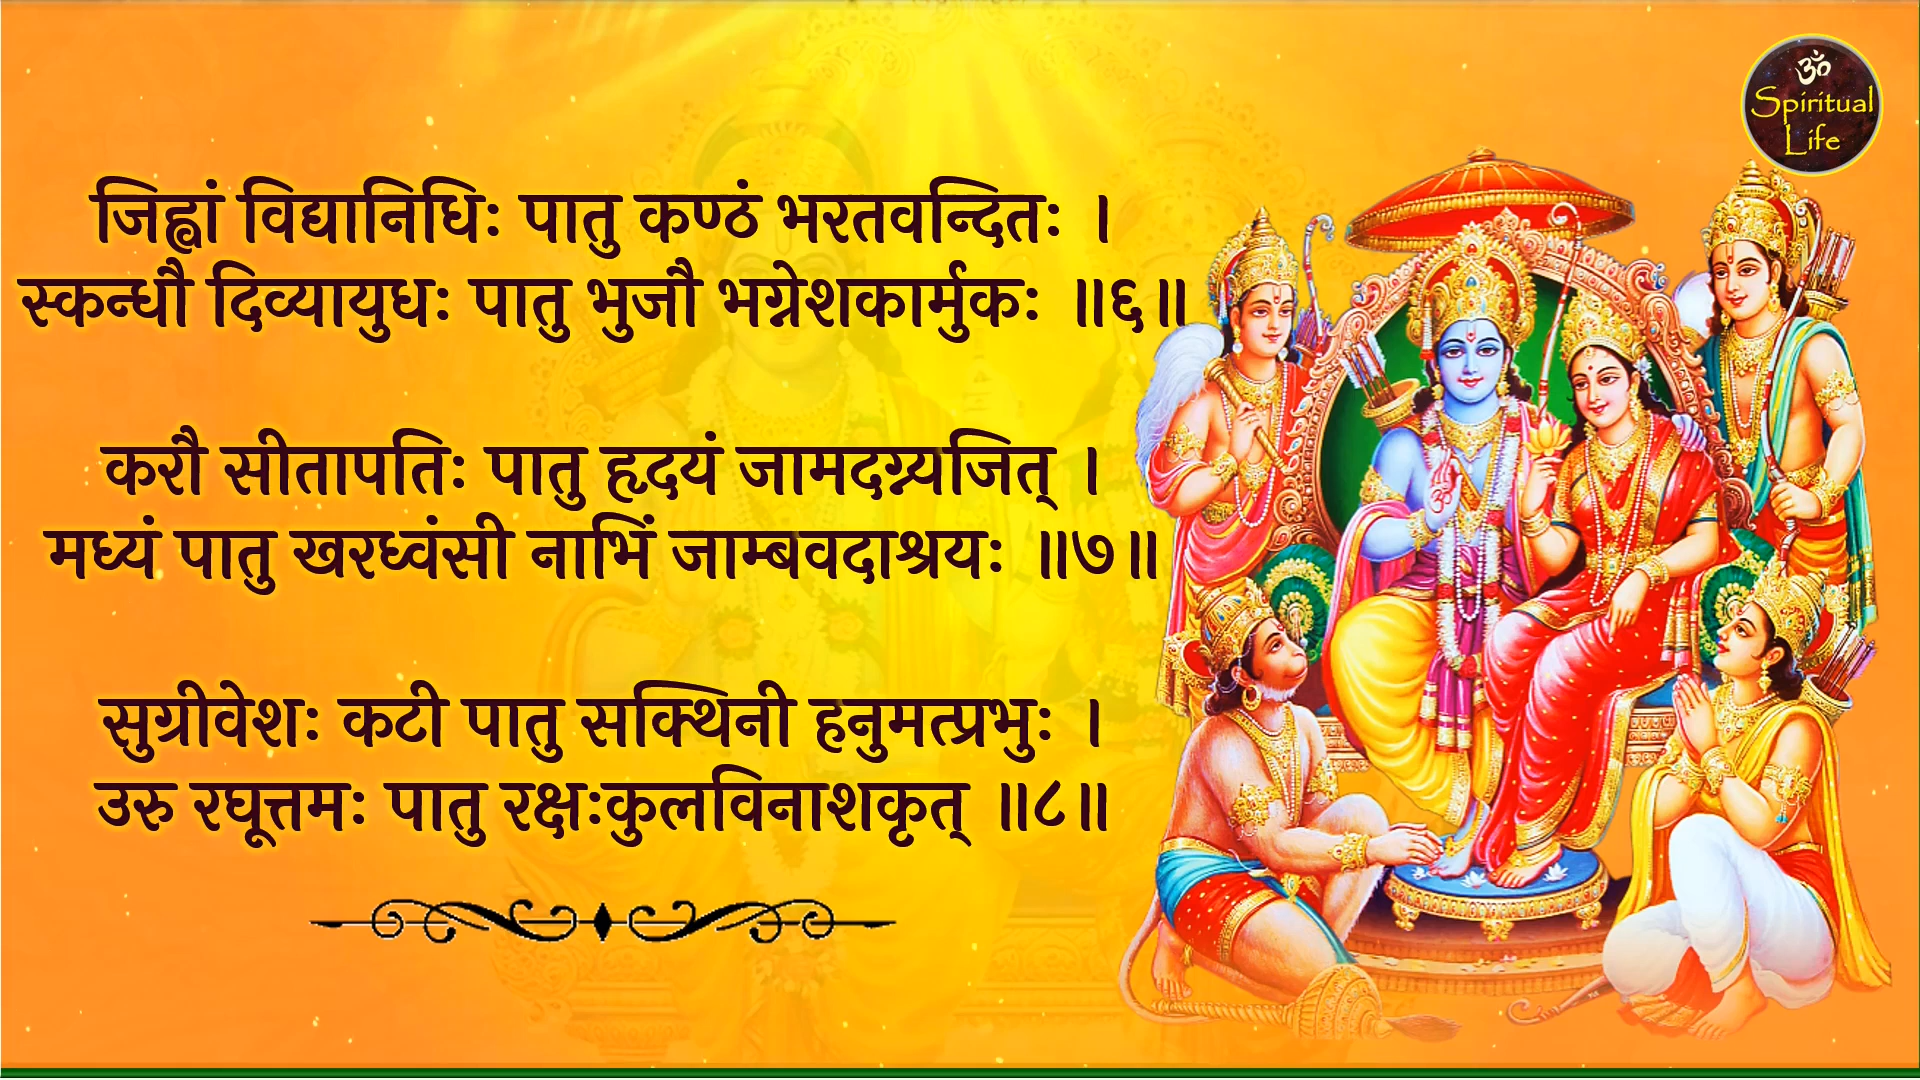 ॐ
Spiritual
Life
जिह्वां विद्यानिधिः पातु कण्ठं भरतवन्दितः ।
स्कन्धौ दिव्यायुधः पातु भुजौ भग्नेशकार्मुकः ॥६॥
करौ सीतापतिः पातु हृदयं जामदग्न्यजित् ।
मध्यं पातु खरध्वंसी नाभिं जाम्बवदाश्रयः ॥७॥
सुग्रीवेशः कटी पातु सक्थिनी हनुमत्प्रभुः ।
उरु रघूत्तमः पातु रक्षःकुलविनाशकृत् ॥८॥